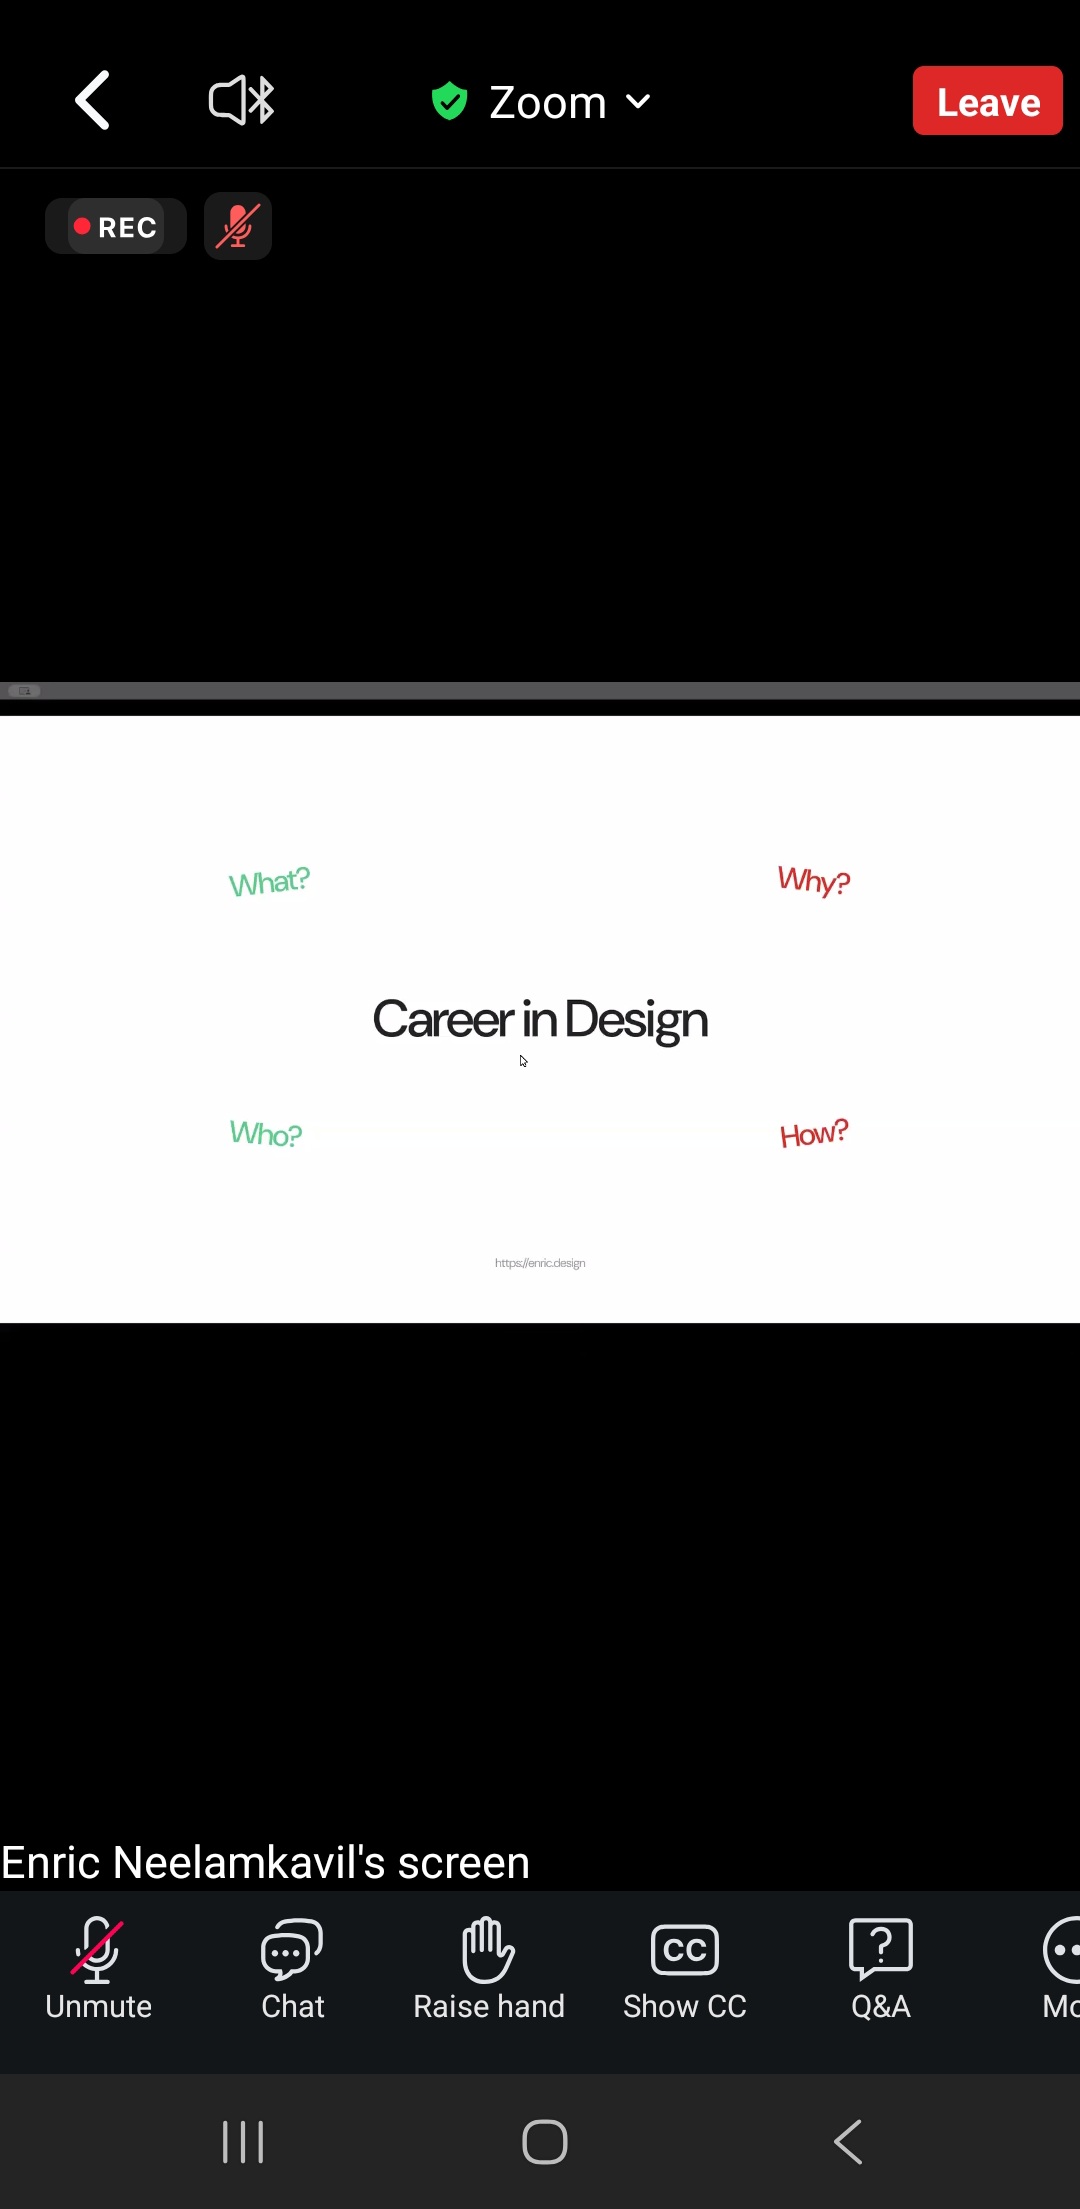 Zoom
Leave
REC
What?
Why?
Career in Design
Who?
How?
https://enric.design
Enric Neelamkavil's screen
Unmute
Chat
Raise hand
CC
Show CC
?
Q&A
Mo